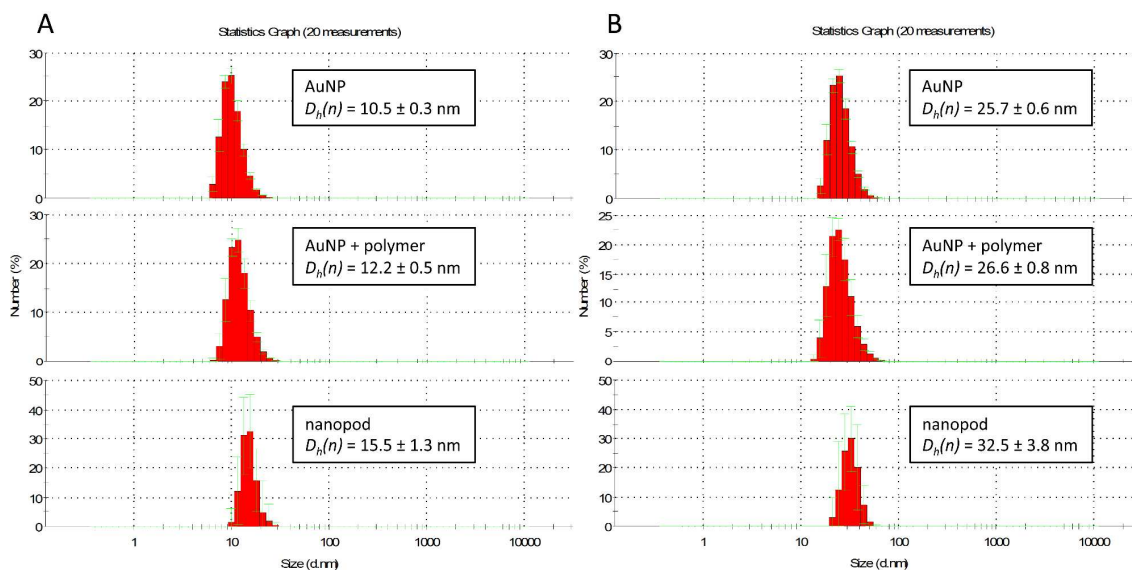 A
Statistics Graph (20 measurements)
30
20
10
0
AuNP
Dₕ(n) = 10.5 ± 0.3 nm
30
20
10
0
AuNP + polymer
Dₕ(n) = 12.2 ± 0.5 nm
Number (%)
50
40
30
20
10
0
nanopod
Dₕ(n) = 15.5 ± 1.3 nm
1 10 100 1000 10000
Size (d.nm)
B
Statistics Graph (20 measurements)
30
20
10
0
AuNP
Dₕ(n) = 25.7 ± 0.6 nm
25
20
15
10
5
0
AuNP + polymer
Dₕ(n) = 26.6 ± 0.8 nm
Number (%)
50
40
30
20
10
0
nanopod
Dₕ(n) = 32.5 ± 3.8 nm
1 10 100 1000 10000
Size (d.nm)